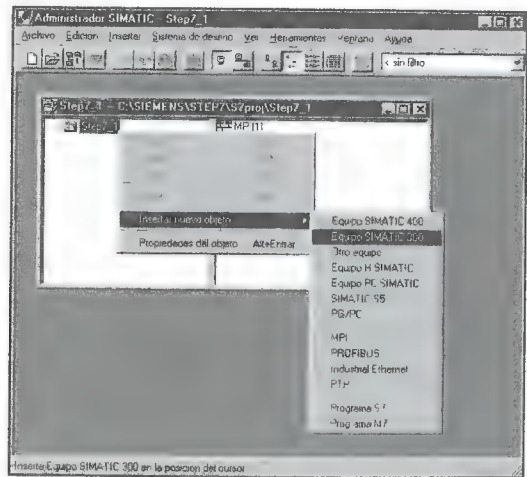 Administrador SIMATIC - Step7_1
Archivo Edición Insertar Sistema de destino Ver Herramientas Ventana Ayuda
< sin filtro
Step7_1 - C:\SIEMENS\STEP7\S7proj\Step7_1
Step7_1 MPI(1)
Insertar nuevo objeto
Propiedades del objeto Alt+Entrar
Equipo SIMATIC 400
Equipo SIMATIC 300
Otro equipo
Equipo H SIMATIC
Equipo PC SIMATIC
SIMATIC S5
PG/PC
MPI
PROFIBUS
Industrial Ethernet
PTP
Programa S7
Programa M7
Inserta Equipo SIMATIC 300 en la posición del cursor